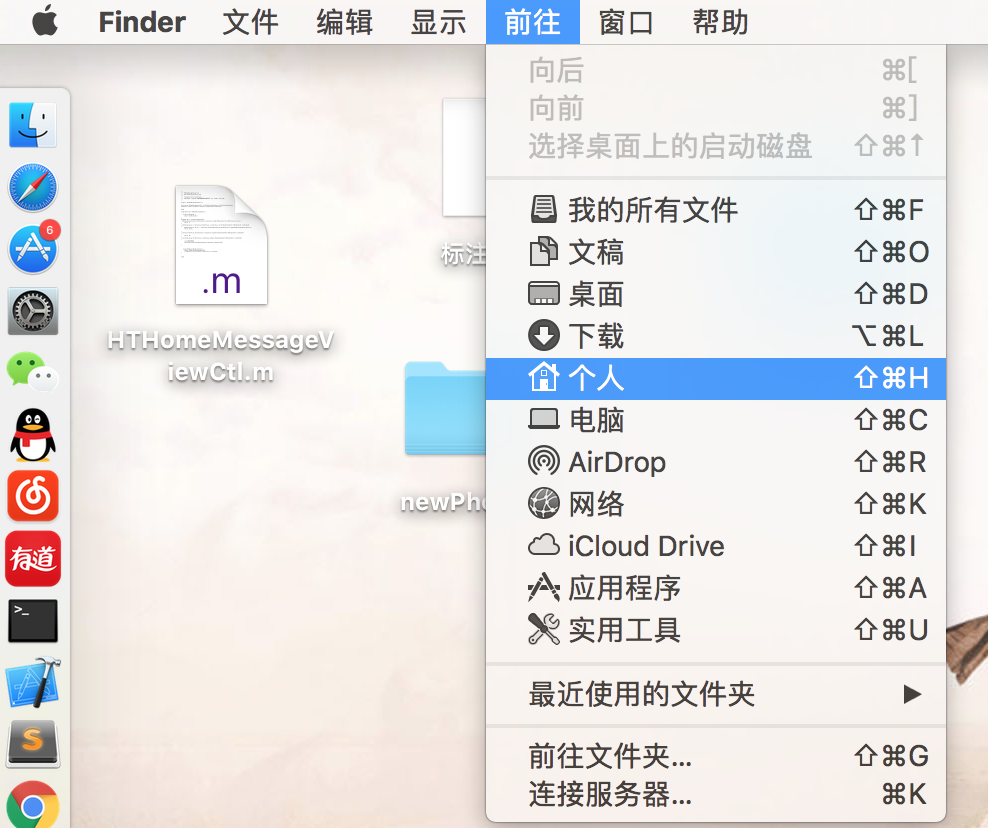 Finder 文件 编辑 显示 前往 窗口 帮助
向后 ⌘[
向前 ⌘]
选择桌面上的启动磁盘 ⇧⌘↑
我的所有文件 ⇧⌘F
文稿 ⇧⌘O
桌面 ⇧⌘D
下载 ⌥⌘L
个人 ⇧⌘H
电脑 ⇧⌘C
AirDrop ⇧⌘R
网络 ⇧⌘K
iCloud Drive ⇧⌘I
应用程序 ⇧⌘A
实用工具 ⇧⌘U
最近使用的文件夹 ▶
前往文件夹... ⇧⌘G
连接服务器... ⌘K
.m
HTHomeMessageV
iewCtl.m
标注
newPho
6
有道
>_
S